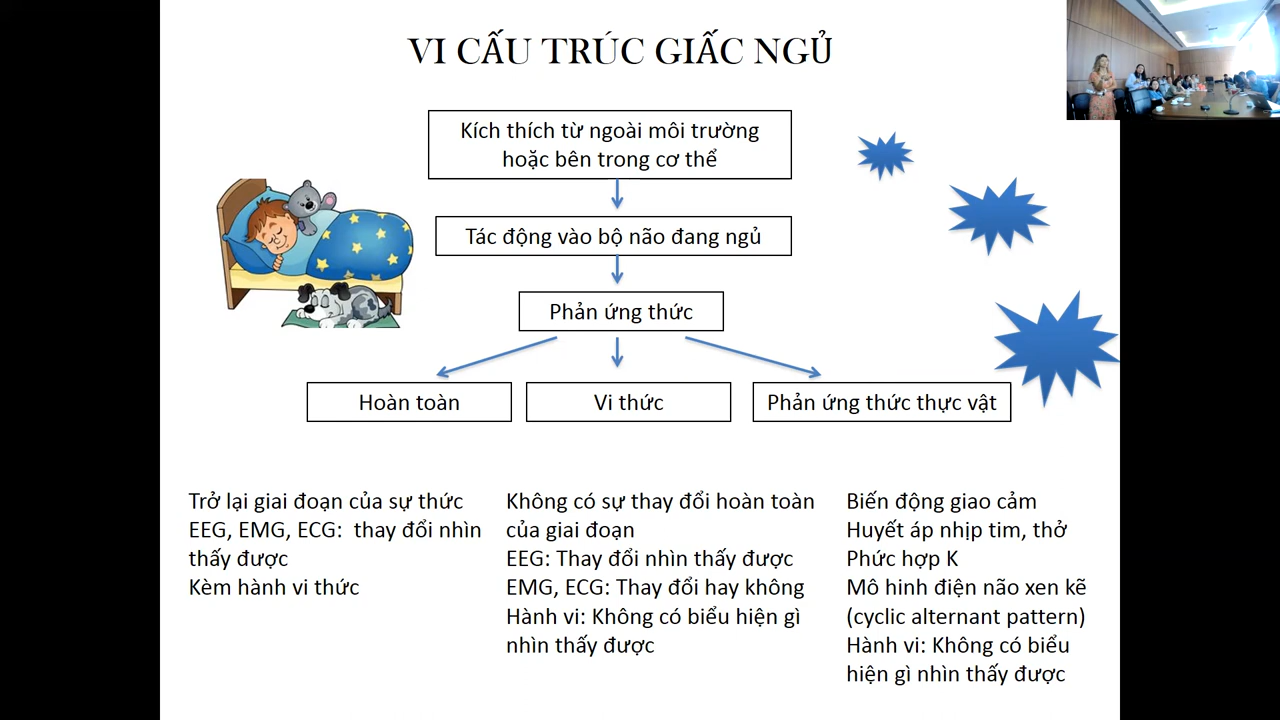 VI CẤU TRÚC GIẤC NGỦ
Kích thích từ ngoài môi trường
hoặc bên trong cơ thể
Tác động vào bộ não đang ngủ
Phản ứng thức
Hoàn toàn
Vi thức
Phản ứng thức thực vật
Trở lại giai đoạn của sự thức
EEG, EMG, ECG:  thay đổi nhìn
thấy được
Kèm hành vi thức
Không có sự thay đổi hoàn toàn
của giai đoạn
EEG: Thay đổi nhìn thấy được
EMG, ECG: Thay đổi hay không
Hành vi: Không có biểu hiện gì
nhìn thấy được
Biến động giao cảm
Huyết áp nhịp tim, thở
Phức hợp K
Mô hình điện não xen kẽ
(cyclic alternant pattern)
Hành vi: Không có biểu
hiện gì nhìn thấy được